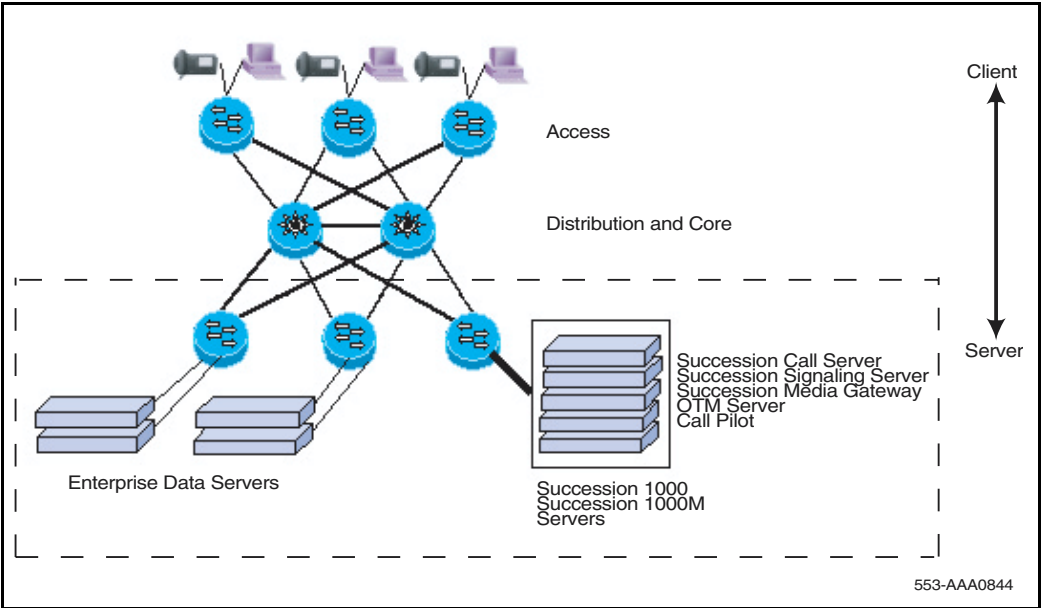 Client
Access
Distribution and Core
Server
Succession Call Server
Succession Signaling Server
Succession Media Gateway
OTM Server
Call Pilot
Enterprise Data Servers
Succession 1000
Succession 1000M
Servers
553-AAA0844